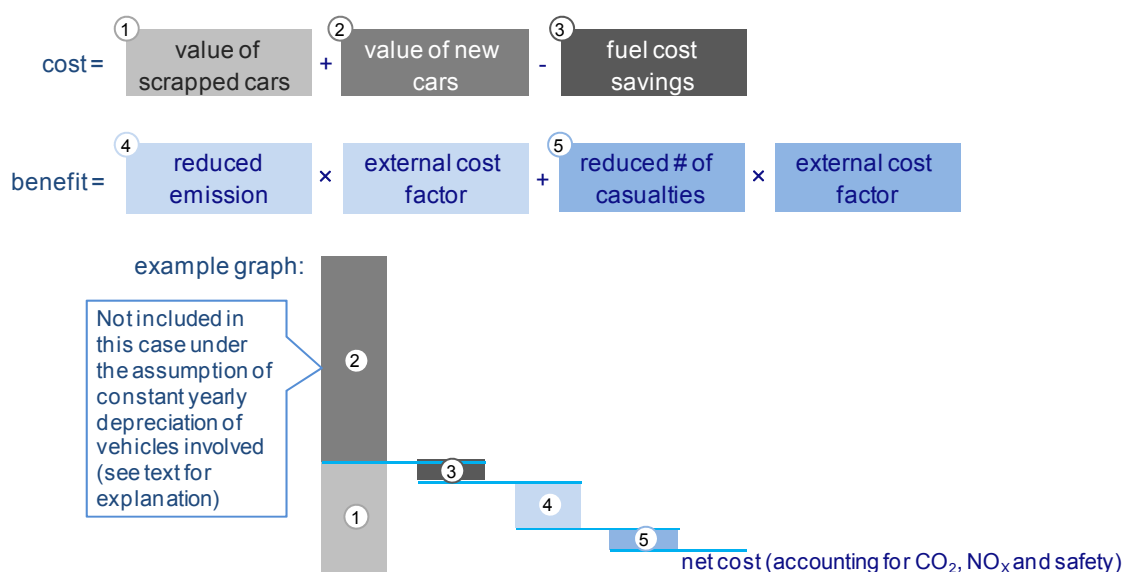 1 2 3
cost = value of scrapped cars + value of new cars - fuel cost savings
4 5
benefit = reduced emission × external cost factor + reduced # of casualties × external cost factor
example graph:
Not included in
this case under
the assumption of
constant yearly
depreciation of
vehicles involved
(see text for
explanation)
2
3
4
1
5
net cost (accounting for CO₂, NOₓ and safety)